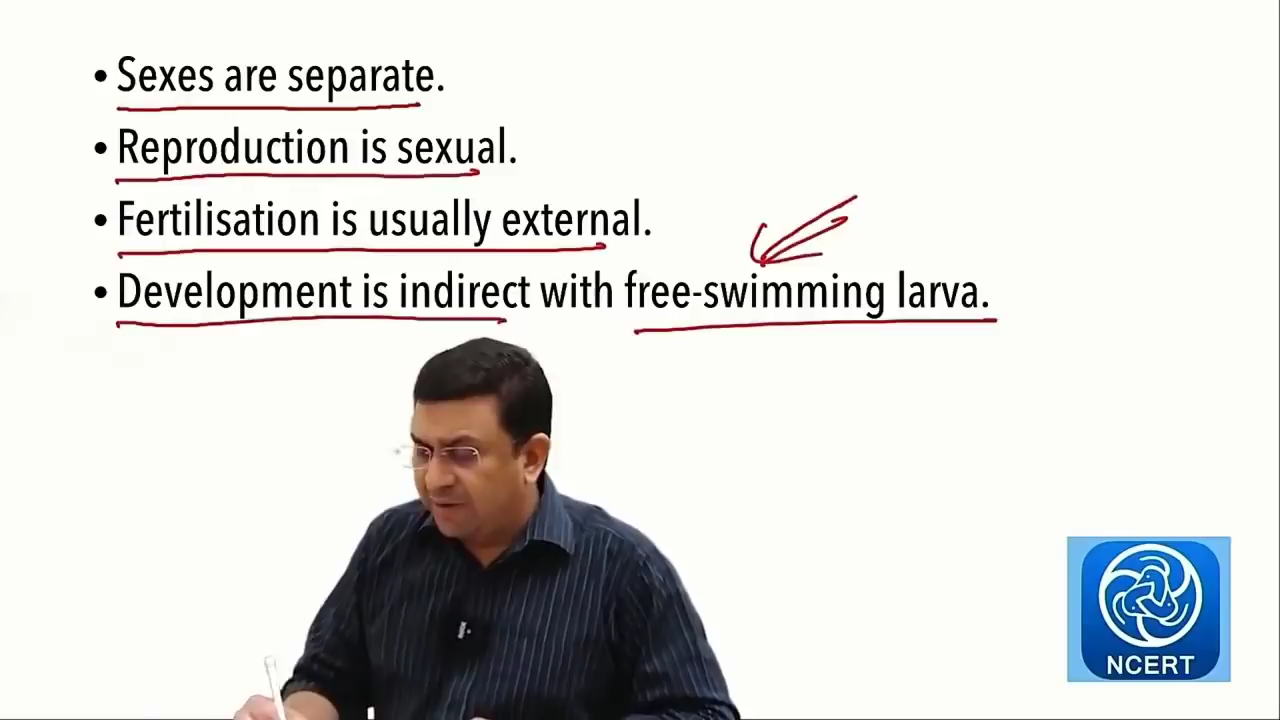 • Sexes are separate.
• Reproduction is sexual.
• Fertilisation is usually external.
• Development is indirect with free-swimming larva.
NCERT